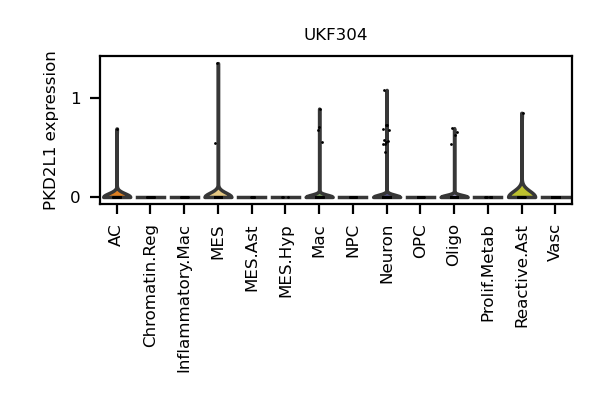 UKF304
PKD2L1 expression
1
0
AC
Chromatin.Reg
Inflammatory.Mac
MES
MES.Ast
MES.Hyp
Mac
NPC
Neuron
OPC
Oligo
Prolif.Metab
Reactive.Ast
Vasc